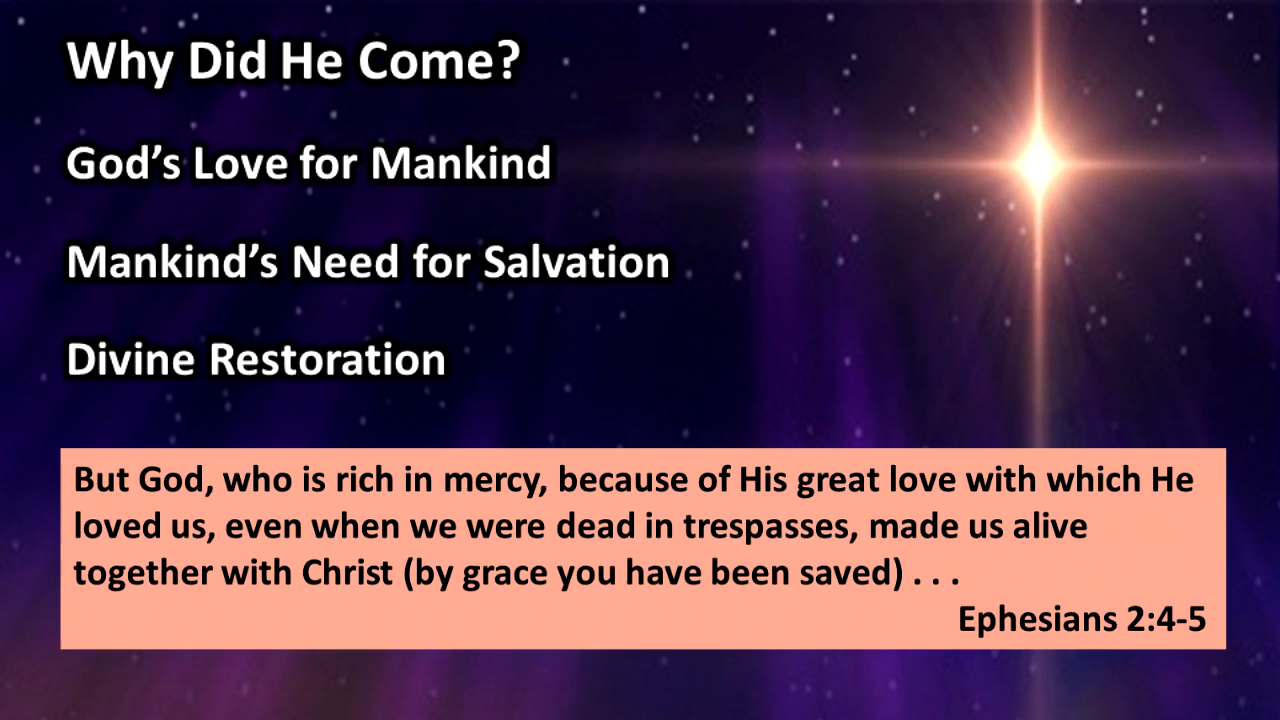 Why Did He Come?
God’s Love for Mankind
Mankind’s Need for Salvation
Divine Restoration
But God, who is rich in mercy, because of His great love with which He
loved us, even when we were dead in trespasses, made us alive
together with Christ (by grace you have been saved) . . .
Ephesians 2:4-5